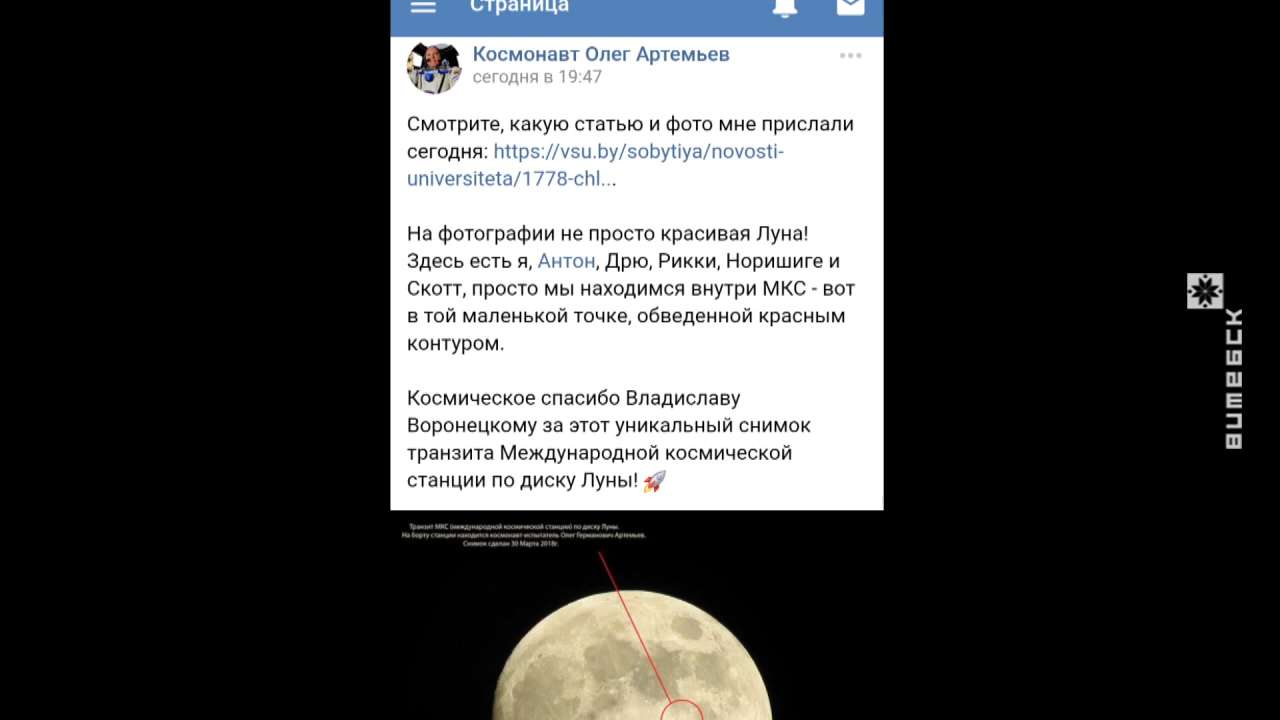 Страница
Космонавт Олег Артемьев
сегодня в 19:47
Смотрите, какую статью и фото мне прислали
сегодня: https://vsu.by/sobytiya/novosti-
universiteta/1778-chl...
На фотографии не просто красивая Луна!
Здесь есть я, Антон, Дрю, Рикки, Норишиге и
Скотт, просто мы находимся внутри МКС - вот
в той маленькой точке, обведенной красным
контуром.
Космическое спасибо Владиславу
Воронецкому за этот уникальный снимок
транзита Международной космической
станции по диску Луны! 🚀
Транзит МКС (международной космической станции) по диску Луны.
На борту станции находится космонавт-испытатель Олег Германович Артемьев.
Снимок сделан 30 Марта 2018г.
витебск